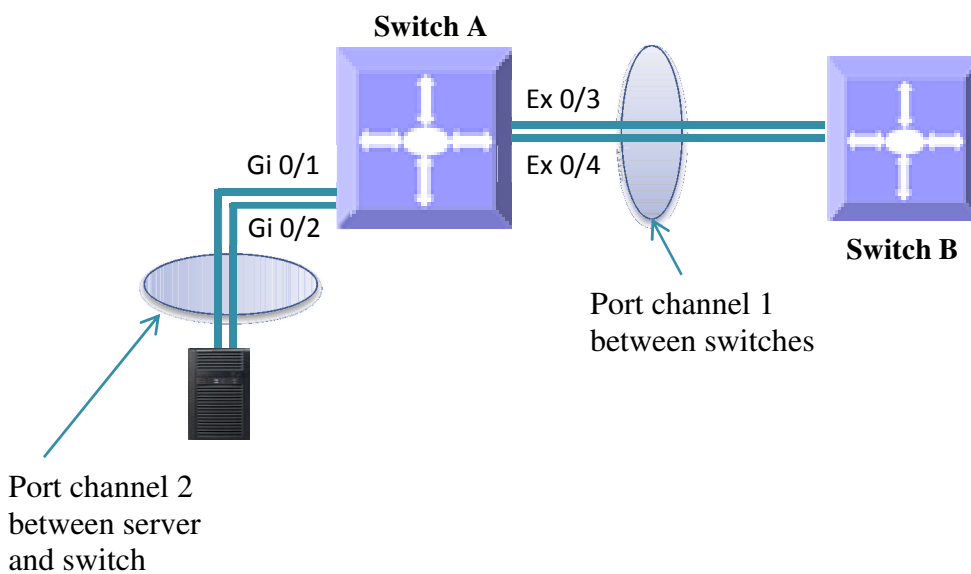 Switch A
Ex 0/3
Ex 0/4
Gi 0/1
Gi 0/2
Switch B
Port channel 1
between switches
Port channel 2
between server
and switch